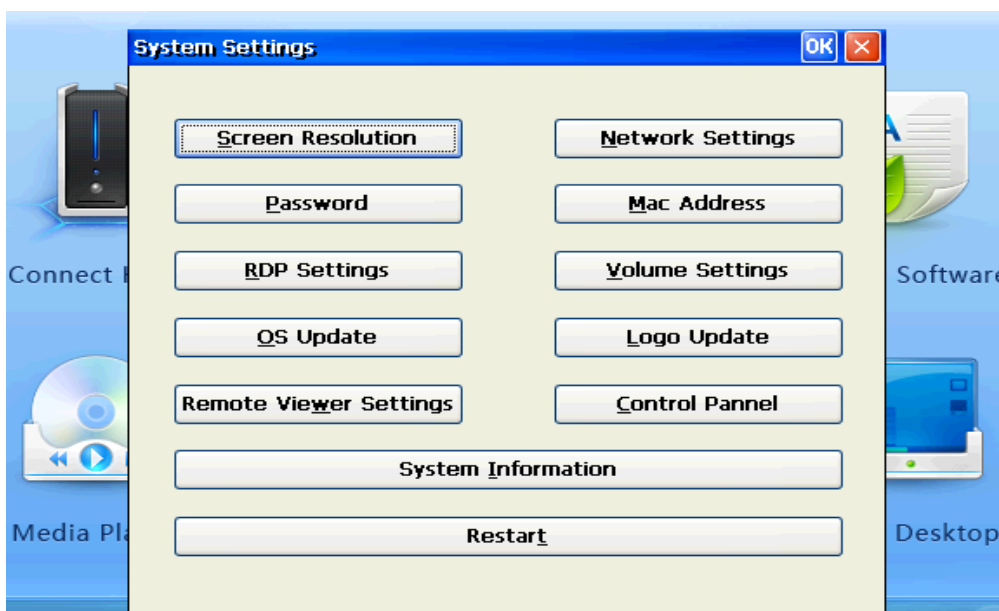 System Settings OK
Screen Resolution
Network Settings
Password
Mac Address
RDP Settings
Volume Settings
OS Update
Logo Update
Remote Viewer Settings
Control Pannel
System Information
Restart
Connect
Software
Media Pla
Desktop
A